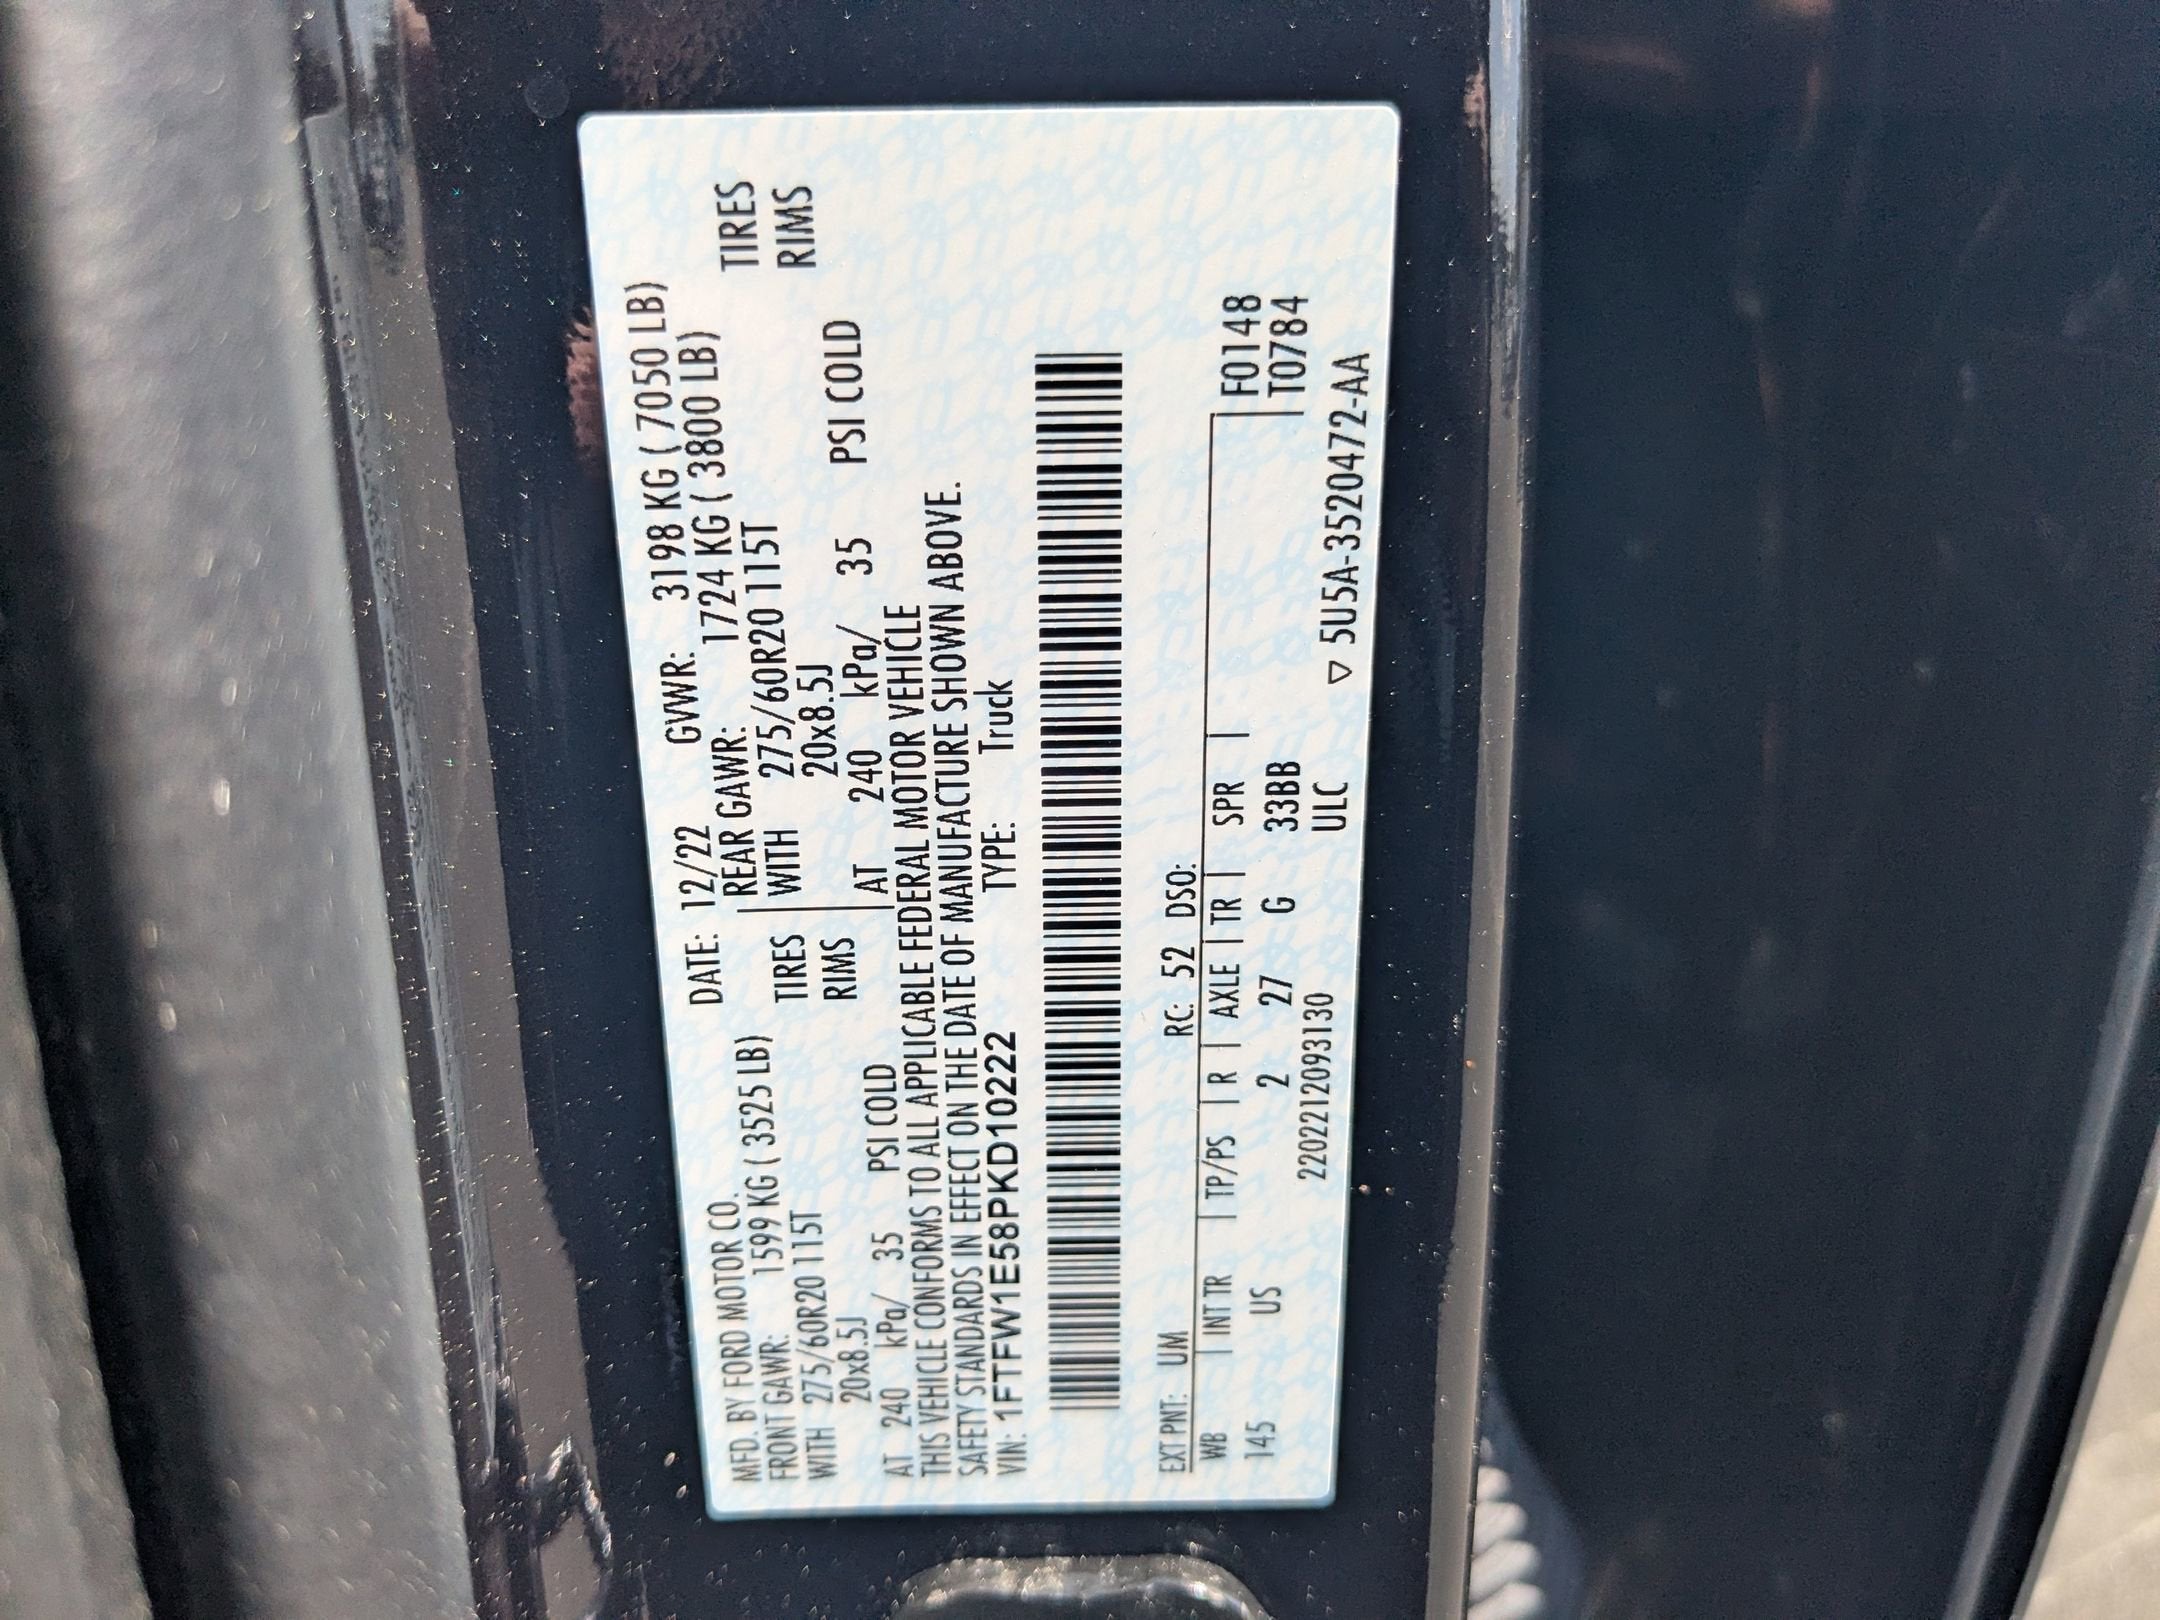 MFD. BY FORD MOTOR CO. DATE: 12/22 GVWR: 3198 KG ( 7050 LB)
FRONT GAWR: 1599 KG ( 3525 LB) REAR GAWR: 1724 KG ( 3800 LB)
WITH 275/60R20 115T TIRES WITH 275/60R20 115T TIRES
20x8.5J RIMS 20x8.5J RIMS
AT 240 kPa/ 35 PSI COLD AT 240 kPa/ 35 PSI COLD
THIS VEHICLE CONFORMS TO ALL APPLICABLE FEDERAL MOTOR VEHICLE
SAFETY STANDARDS IN EFFECT ON THE DATE OF MANUFACTURE SHOWN ABOVE.
VIN: 1FTFW1E58PKD10222 TYPE: Truck
EXT PNT: UM RC: 52 DSO:
WB | INT TR | TP/PS | R | AXLE | TR | SPR | F0148
145 US 2 27 G 33BB T0784
2202212093130 ULC ▽ 5U5A-3520472-AA